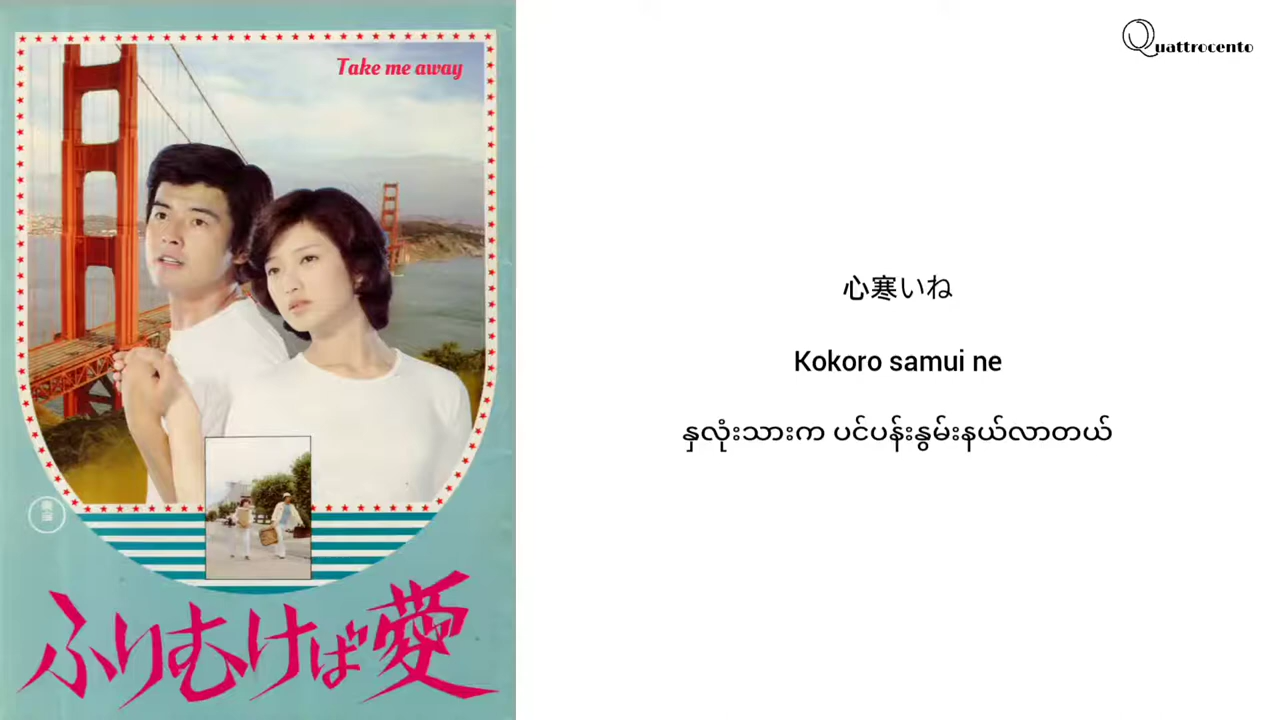 Take me away
ふりむけば愛
Quattrocento
心寒いね
Kokoro samui ne
နှလုံးသားက ပင်ပန်းနွမ်းနယ်လာတယ်